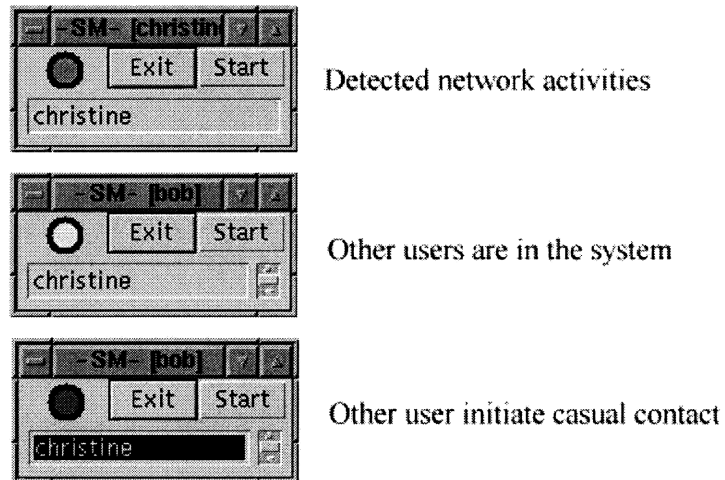 -SM- [christin
Exit Start
christine
Detected network activities
-SM- [bob]
Exit Start
christine
Other users are in the system
-SM- [bob]
Exit Start
christine
Other user initiate casual contact